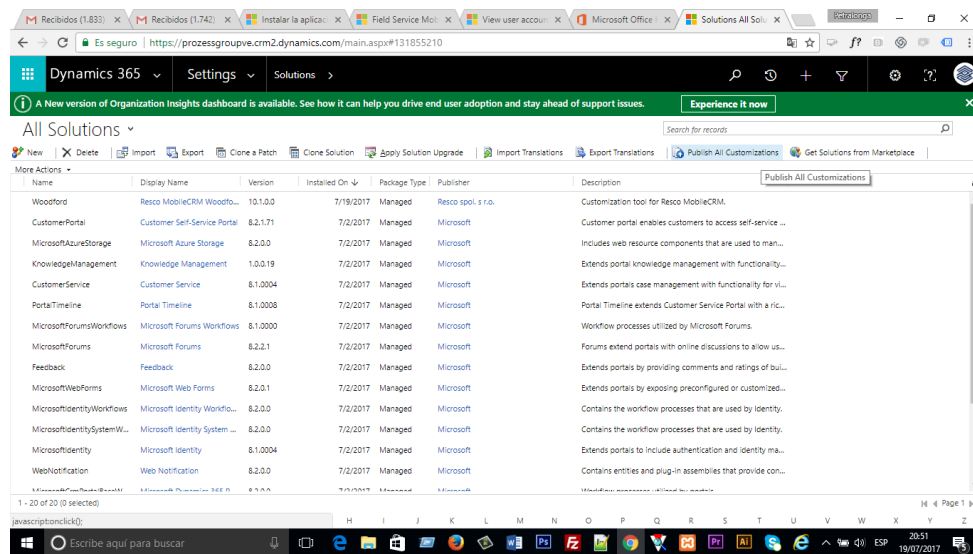 Recibidos (1.833)
Recibidos (1.742)
Instalar la aplicac
Field Service Mob
View user accoun
Microsoft Office
Solutions All Solu
Petralonga
Es seguro | https://prozessgroupve.crm2.dynamics.com/main.aspx#131855210
Dynamics 365 Settings Solutions >
A New version of Organization Insights dashboard is available. See how it can help you drive end user adoption and stay ahead of support issues. Experience it now
All Solutions
Search for records
New Delete Import Export Clone a Patch Clone Solution Apply Solution Upgrade Import Translations Export Translations Publish All Customizations Get Solutions from Marketplace
More Actions
Publish All Customizations
Name Display Name Version Installed On ↓ Package Type Publisher Description
Woodford Resco MobileCRM Woodfo... 10.1.0.0 7/19/2017 Managed Resco spol. s r.o. Customization tool for Resco MobileCRM.
CustomerPortal Customer Self-Service Portal 8.2.1.71 7/2/2017 Managed Microsoft Customer portal enables customers to access self-service ...
MicrosoftAzureStorage Microsoft Azure Storage 8.2.0.0 7/2/2017 Managed Microsoft Includes web resource components that are used to man...
KnowledgeManagement Knowledge Management 1.0.0.19 7/2/2017 Managed Microsoft Extends portal knowledge management with functionality...
CustomerService Customer Service 8.1.0004 7/2/2017 Managed Microsoft Extends portals case management with functionality for vi...
PortalTimeline Portal Timeline 8.1.0008 7/2/2017 Managed Microsoft Portal Timeline extends Customer Service Portal with a ric...
MicrosoftForumsWorkflows Microsoft Forums Workflows 8.1.0000 7/2/2017 Managed Microsoft Workflow processes utilized by Microsoft Forums.
MicrosoftForums Microsoft Forums 8.2.2.1 7/2/2017 Managed Microsoft Forums extend portals with online discussions to allow us...
Feedback Feedback 8.2.0.0 7/2/2017 Managed Microsoft Extends portals by providing comments and ratings of bui...
MicrosoftWebForms Microsoft Web Forms 8.2.0.1 7/2/2017 Managed Microsoft Extends portals by exposing preconfigured or customized...
MicrosoftIdentityWorkflows Microsoft Identity Workflo... 8.2.0.0 7/2/2017 Managed Microsoft Contains the workflow processes that are used by Identity.
MicrosoftIdentitySystemW... Microsoft Identity System ... 8.2.0.0 7/2/2017 Managed Microsoft Contains the workflow processes that are used by Identity.
MicrosoftIdentity Microsoft Identity 8.1.0004 7/2/2017 Managed Microsoft Extends portals to include authentication and identity ma...
WebNotification Web Notification 8.2.0.0 7/2/2017 Managed Microsoft Contains entities and plug-in assemblies that provide con...
MicrosoftCrmPortalBaseW... Microsoft Dynamics 365 P... 8.2.0.0 7/2/2017 Managed Microsoft Workflow processes utilized by portals.
1 - 20 of 20 (0 selected) Page 1
javascript:onclick(); H I J K L M N O P Q R S T U V W X Y Z
Escribe aquí para buscar ESP 20:51
19/07/2017